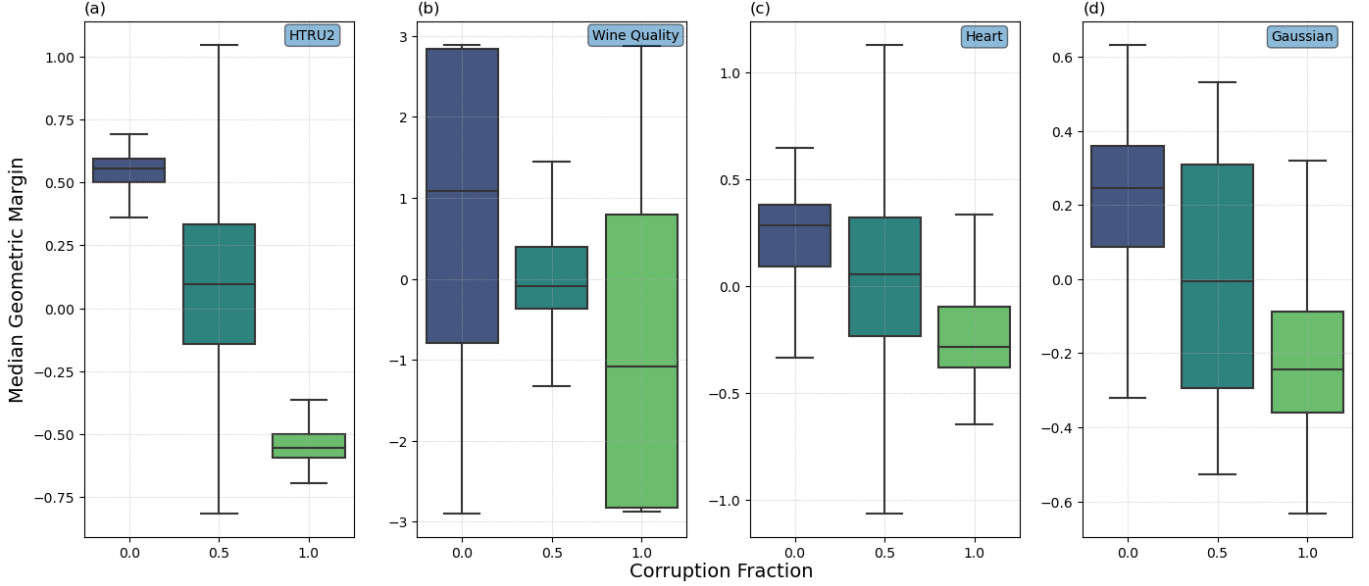 (a)
(b)
(c)
(d)
HTRU2
Wine Quality
Heart
Gaussian
Median Geometric Margin
1.00
0.75
0.50
0.25
0.00
−0.25
−0.50
−0.75
0.0 0.5 1.0
3
2
1
0
−1
−2
−3
0.0 0.5 1.0
1.0
0.5
0.0
−0.5
−1.0
0.0 0.5 1.0
0.6
0.4
0.2
0.0
−0.2
−0.4
−0.6
0.0 0.5 1.0
Corruption Fraction